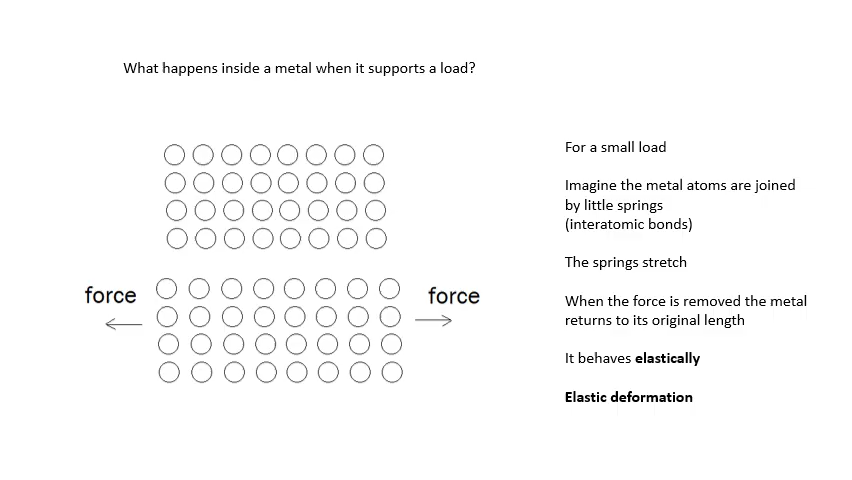 What happens inside a metal when it supports a load?
For a small load
Imagine the metal atoms are joined
by little springs
(interatomic bonds)
The springs stretch
force
force
When the force is removed the metal
returns to its original length
It behaves elastically
Elastic deformation